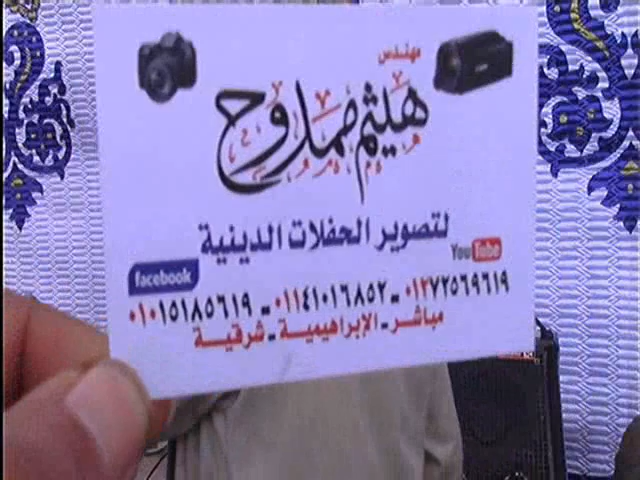 مهندس
هيثم ممدوح
لتصوير الحفلات الدينية
facebook
YouTube
٠١٠١٥١٨٥٦١٩ - ٠١١٤١٠١٦٨٥٢ - ٠١٢٧٢٥٦٩٦١٩
مباشر - الإبراهيمية - شرقية